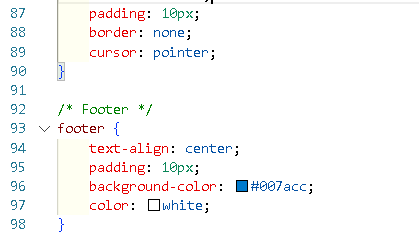 87 padding: 10px;
88 border: none;
89 cursor: pointer;
90 }
91
92 /* Footer */
93 footer {
94 text-align: center;
95 padding: 10px;
96 background-color: #007acc;
97 color: white;
98 }